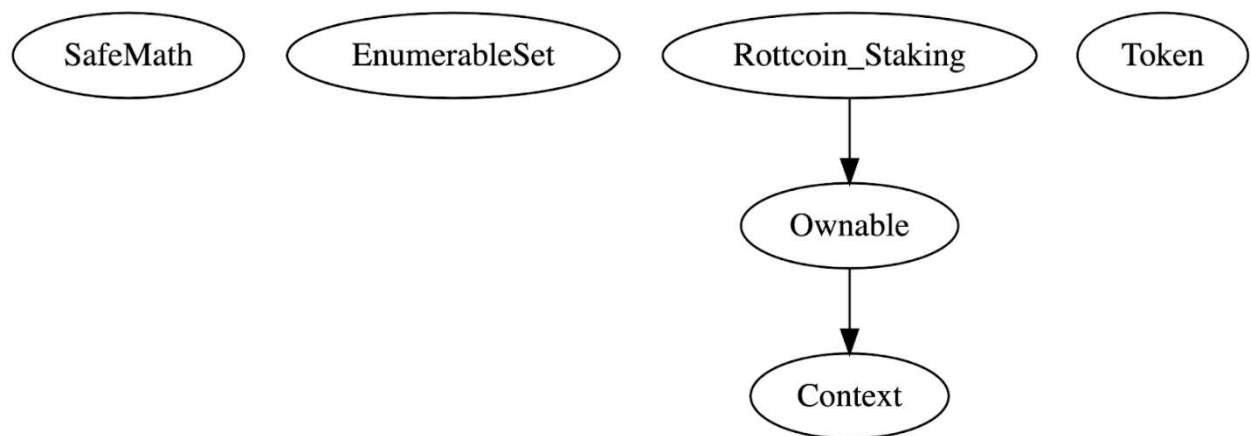 SafeMath
EnumerableSet
Rottcoin_Staking
Token
Ownable
Context